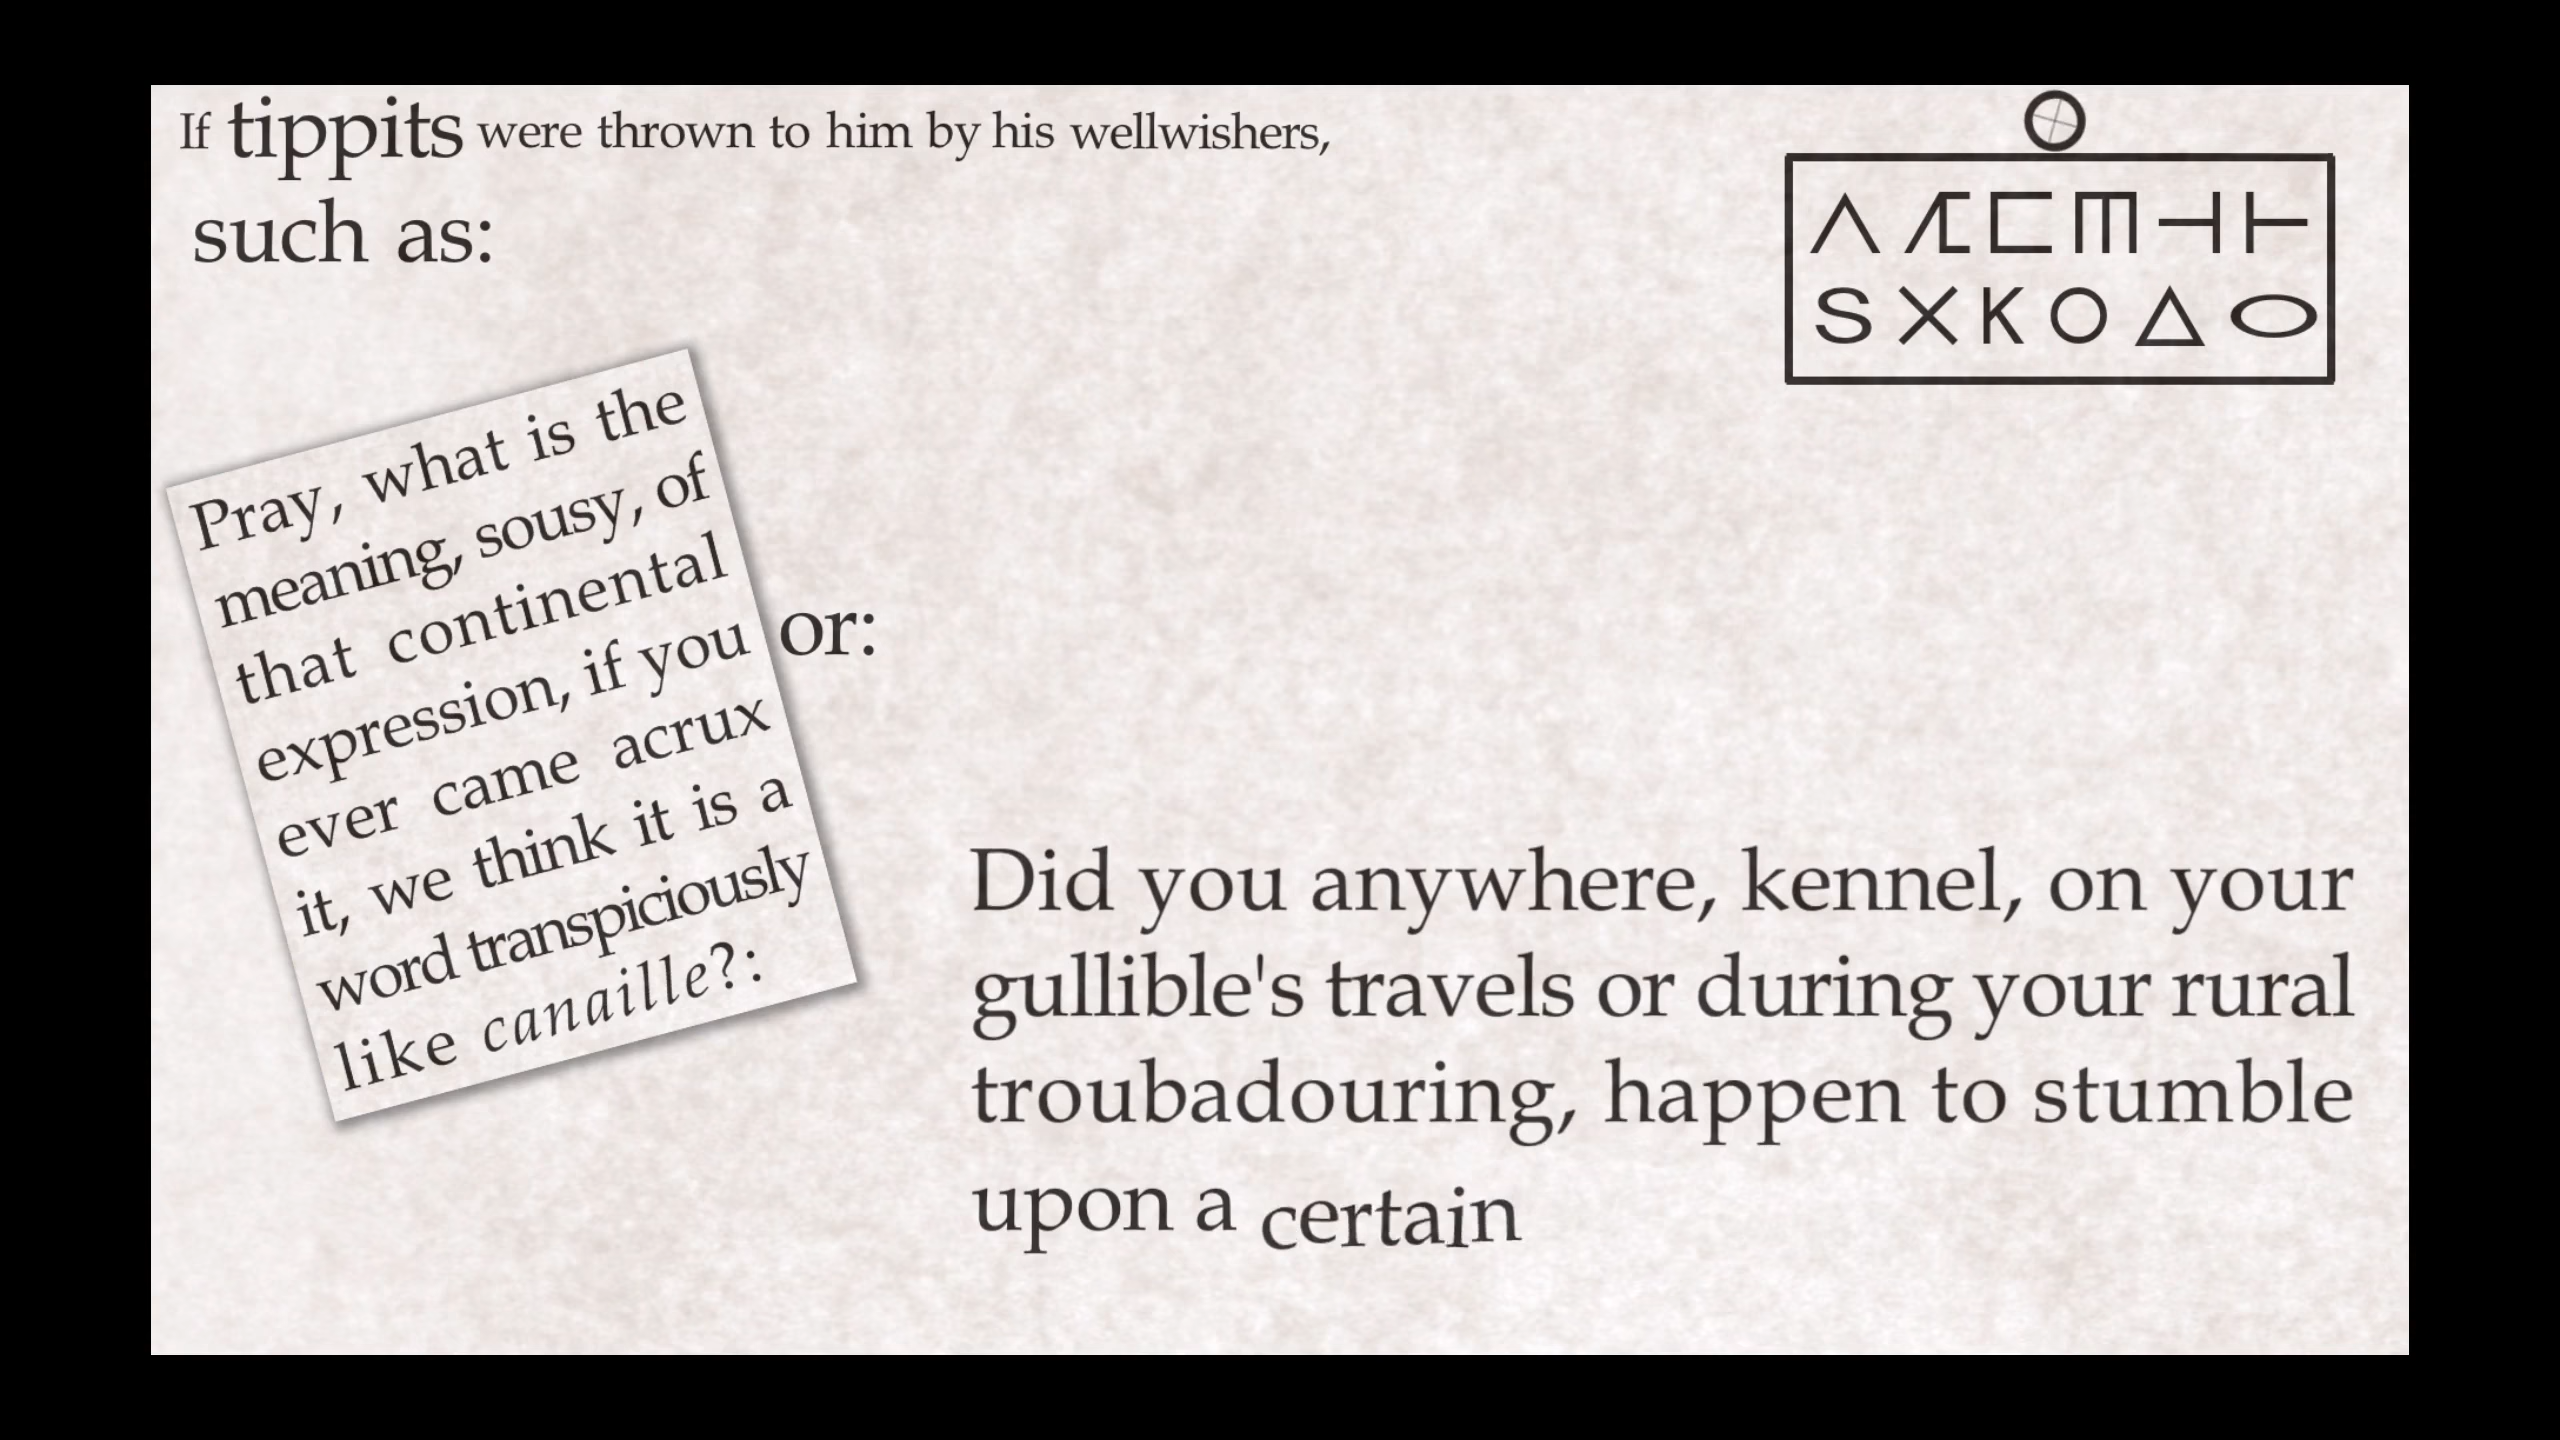 If tippits were thrown to him by his wellwishers,
such as:
Pray, what is the
meaning, sousy, of
that continental
expression, if you
ever came acrux
it, we think it is a
word transpiciously
like canaille?:
or:
Did you anywhere, kennel, on your
gullible's travels or during your rural
troubadouring, happen to stumble
upon a certain